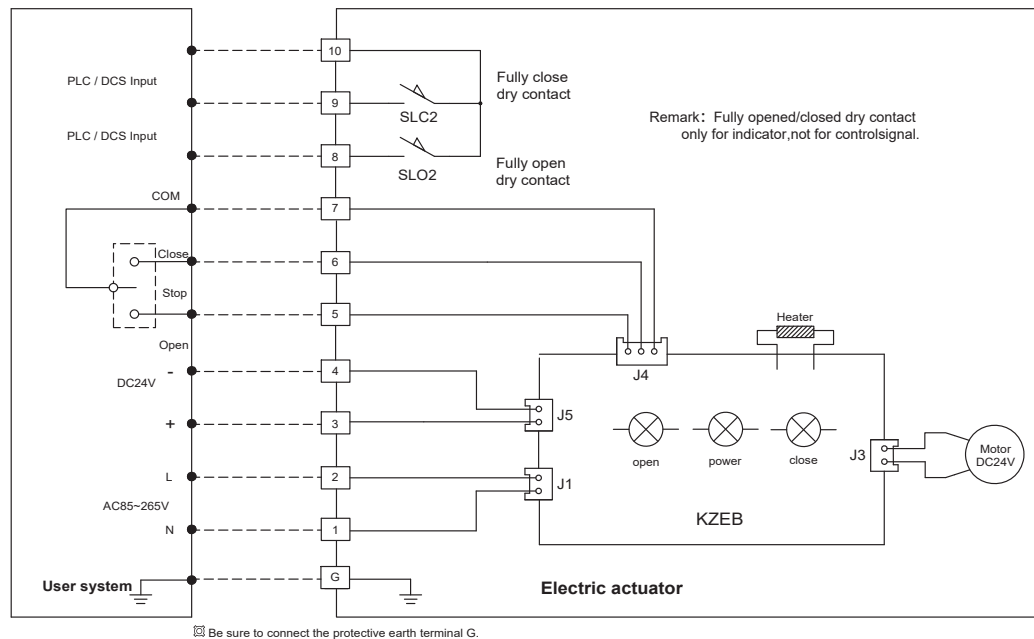 PLC / DCS Input
PLC / DCS Input
COM
Close
Stop
Open
-
DC24V
+
L
AC85~265V
N
User system
10
9
8
7
6
5
4
3
2
1
G
SLC2
SLO2
Fully close
dry contact
Fully open
dry contact
Remark: Fully opened/closed dry contact
only for indicator,not for controlsignal.
Heater
J4
J5
J1
J3
open
power
close
KZEB
Motor
DC24V
Electric actuator
Be sure to connect the protective earth terminal G.